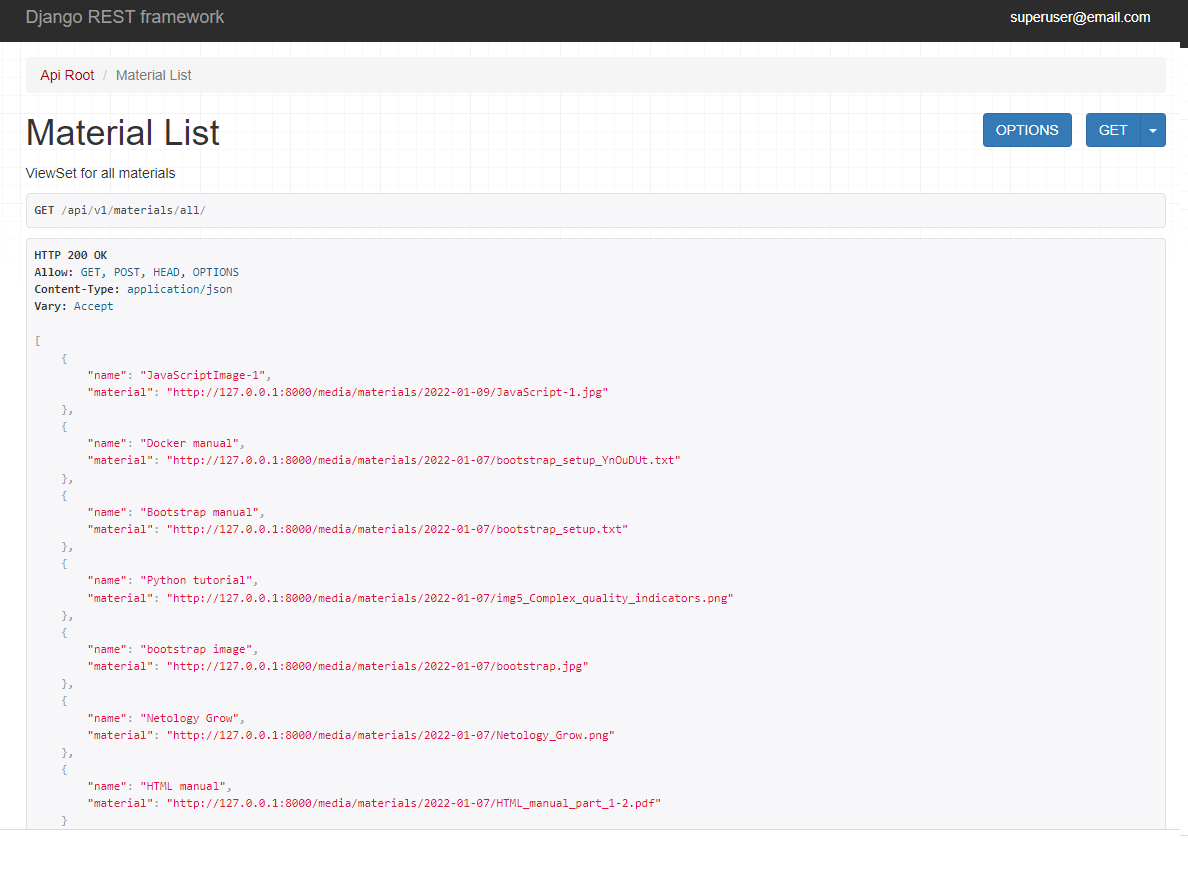 Django REST framework
superuser@email.com
Api Root / Material List
Material List
OPTIONS
GET
ViewSet for all materials
GET /api/v1/materials/all/
HTTP 200 OK
Allow: GET, POST, HEAD, OPTIONS
Content-Type: application/json
Vary: Accept
[
    {
        "name": "JavaScriptImage-1",
        "material": "http://127.0.0.1:8000/media/materials/2022-01-09/JavaScript-1.jpg"
    },
    {
        "name": "Docker manual",
        "material": "http://127.0.0.1:8000/media/materials/2022-01-07/bootstrap_setup_YnOuDUt.txt"
    },
    {
        "name": "Bootstrap manual",
        "material": "http://127.0.0.1:8000/media/materials/2022-01-07/bootstrap_setup.txt"
    },
    {
        "name": "Python tutorial",
        "material": "http://127.0.0.1:8000/media/materials/2022-01-07/img5_Complex_quality_indicators.png"
    },
    {
        "name": "bootstrap image",
        "material": "http://127.0.0.1:8000/media/materials/2022-01-07/bootstrap.jpg"
    },
    {
        "name": "Netology Grow",
        "material": "http://127.0.0.1:8000/media/materials/2022-01-07/Netology_Grow.png"
    },
    {
        "name": "HTML manual",
        "material": "http://127.0.0.1:8000/media/materials/2022-01-07/HTML_manual_part_1-2.pdf"
    }